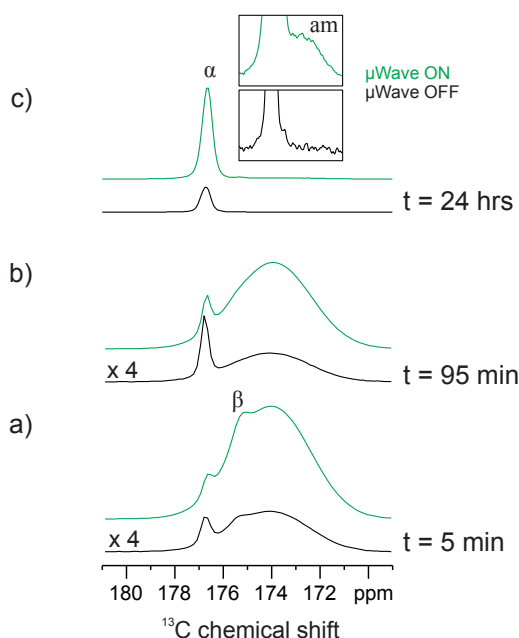 am
α
µWave ON
µWave OFF
c)
t = 24 hrs
b)
x 4
t = 95 min
β
a)
x 4
t = 5 min
180 178 176 174 172 ppm
¹³C chemical shift